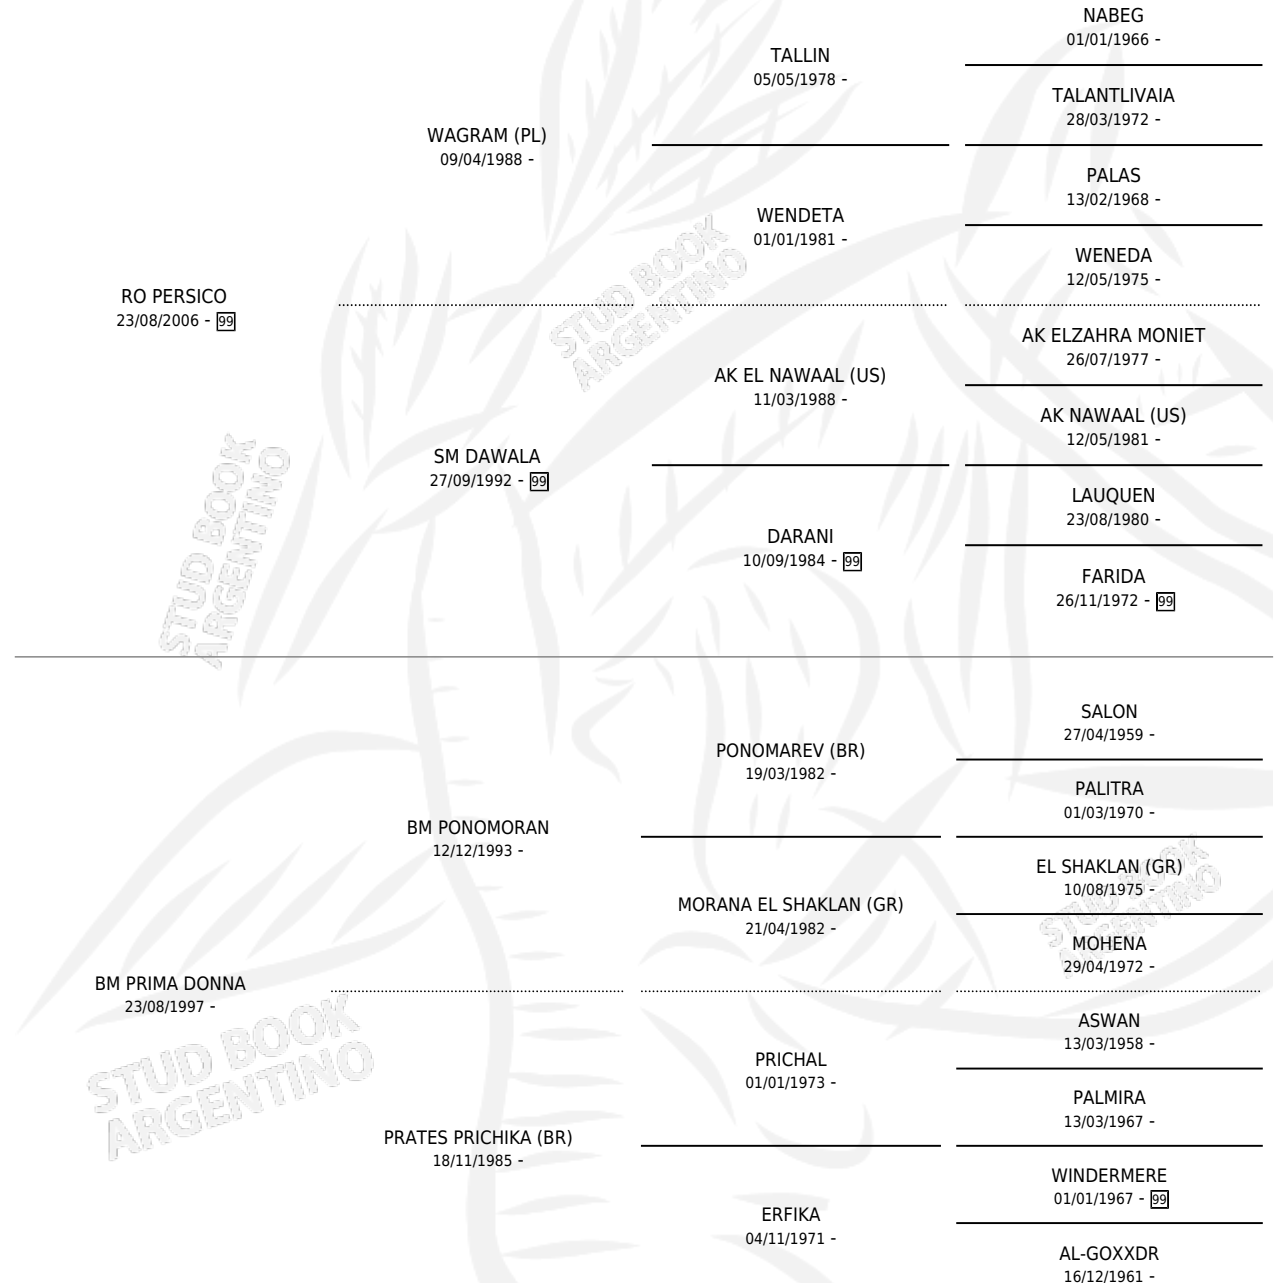 NABEG
01/01/1966 -
TALLIN
05/05/1978 -
TALANTLIVAIA
28/03/1972 -
WAGRAM (PL)
09/04/1988 -
PALAS
13/02/1968 -
WENDETA
01/01/1981 -
WENEDA
12/05/1975 -
RO PERSICO
23/08/2006 - 99
AK ELZAHRA MONIET
26/07/1977 -
AK EL NAWAAL (US)
11/03/1988 -
AK NAWAAL (US)
12/05/1981 -
SM DAWALA
27/09/1992 - 99
LAUQUEN
23/08/1980 -
DARANI
10/09/1984 - 99
FARIDA
26/11/1972 - 99
STUD BOOK
ARGENTINO
STUD BOOK
ARGENTINO
SALON
27/04/1959 -
PONOMAREV (BR)
19/03/1982 -
PALITRA
01/03/1970 -
BM PONOMORAN
12/12/1993 -
EL SHAKLAN (GR)
10/08/1975 -
MORANA EL SHAKLAN (GR)
21/04/1982 -
MOHENA
29/04/1972 -
BM PRIMA DONNA
23/08/1997 -
ASWAN
13/03/1958 -
PRICHAL
01/01/1973 -
PALMIRA
13/03/1967 -
PRATES PRICHIKA (BR)
18/11/1985 -
WINDERMERE
01/01/1967 - 99
ERFIKA
04/11/1971 -
AL-GOXXDR
16/12/1961 -
STUD BOOK
ARGENTINO
STUD BOOK
ARGENTINO